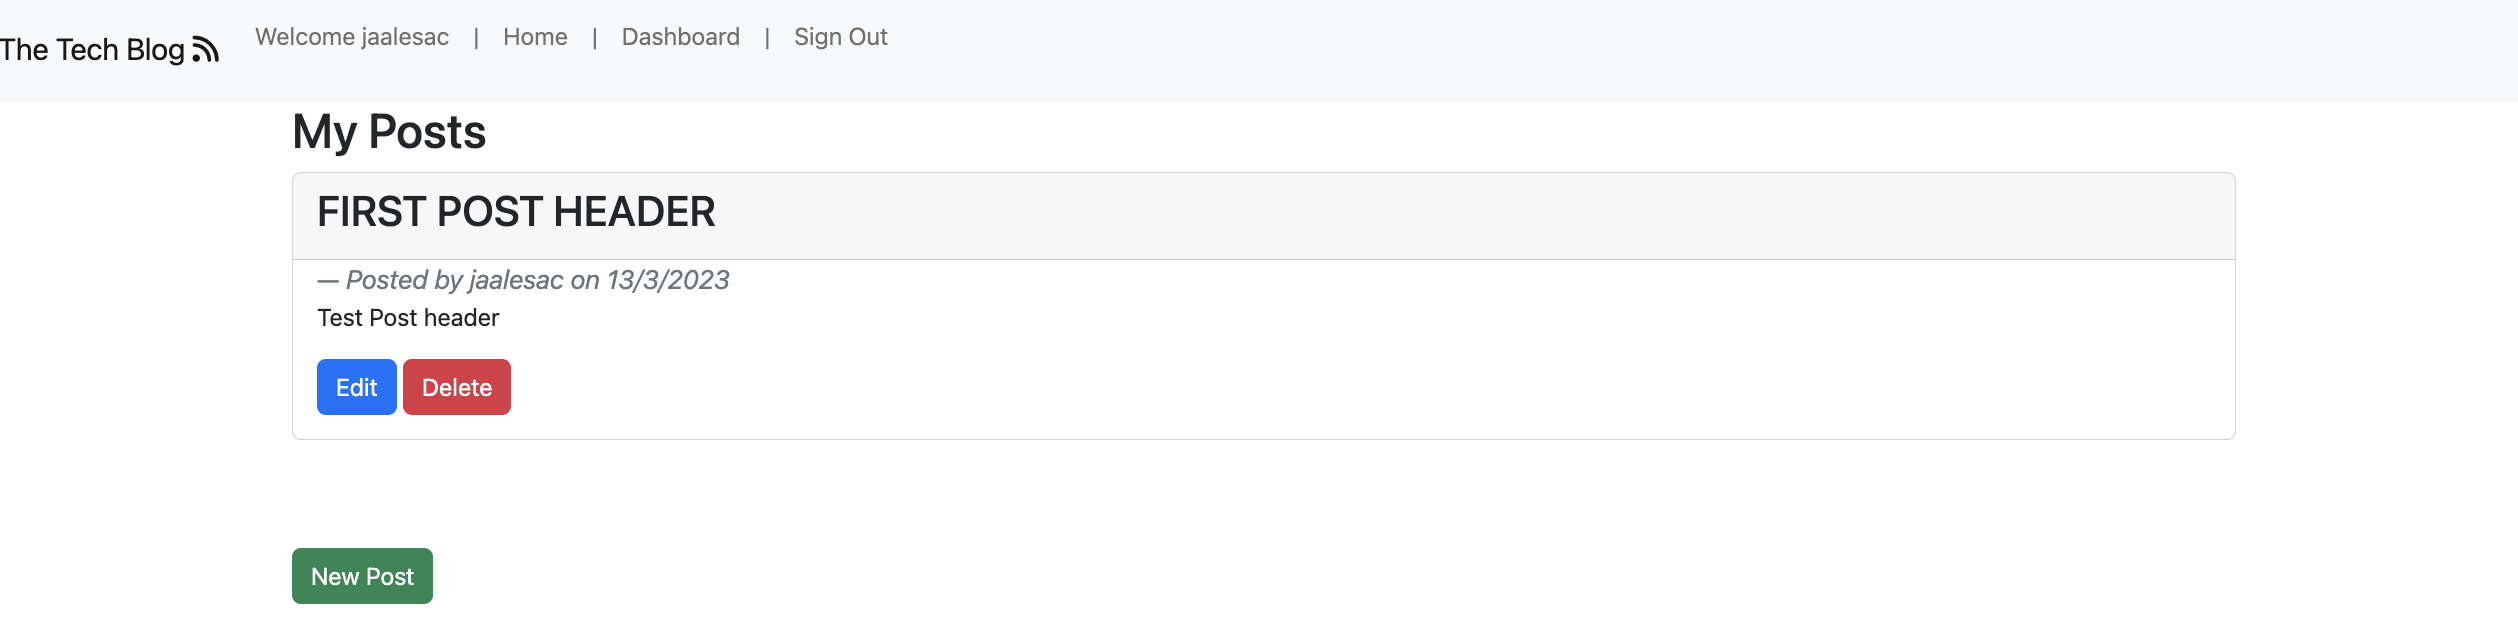 The Tech Blog
Welcome jaalesac | Home | Dashboard | Sign Out
My Posts
FIRST POST HEADER
— Posted by jaalesac on 13/3/2023
Test Post header
Edit Delete
New Post